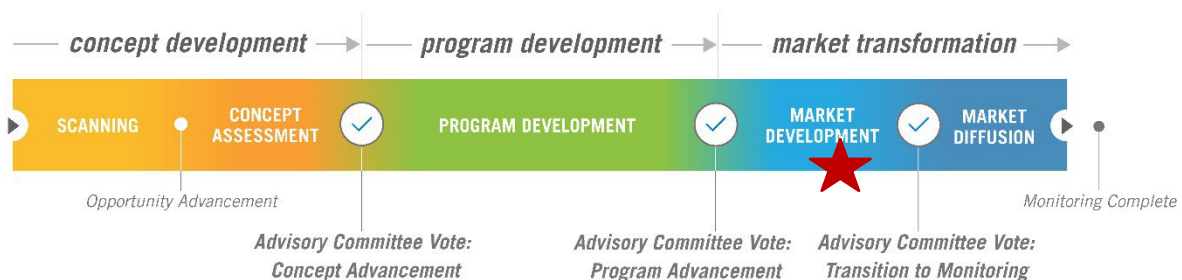 concept development
program development
market transformation
SCANNING
CONCEPT
ASSESSMENT
PROGRAM DEVELOPMENT
MARKET
DEVELOPMENT
MARKET
DIFFUSION
Opportunity Advancement
Monitoring Complete
Advisory Committee Vote:
Concept Advancement
Advisory Committee Vote:
Program Advancement
Advisory Committee Vote:
Transition to Monitoring